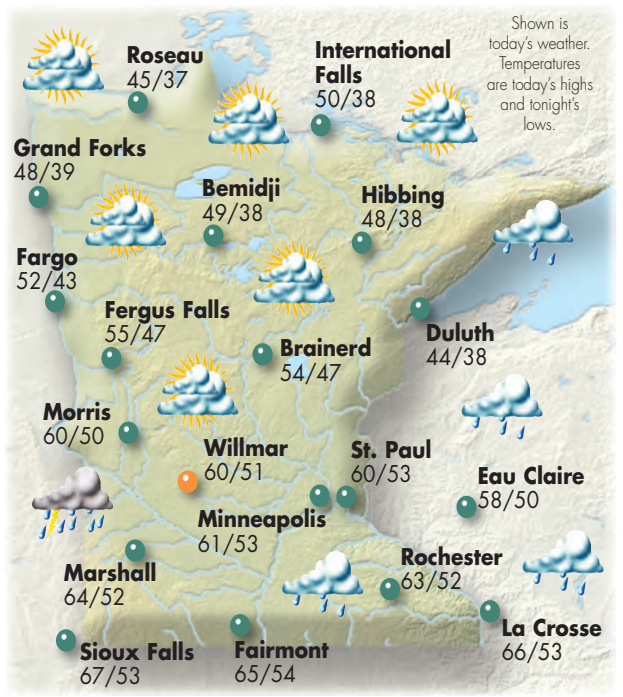 Shown is
today's weather.
Temperatures
are today's highs
and tonight's
lows.
Roseau
45/37
International
Falls
50/38
Grand Forks
48/39
Bemidji
49/38
Hibbing
48/38
Fargo
52/43
Fergus Falls
55/47
Brainerd
54/47
Duluth
44/38
Morris
60/50
Willmar
60/51
St. Paul
60/53
Eau Claire
58/50
Minneapolis
61/53
Marshall
64/52
Rochester
63/52
La Crosse
66/53
Sioux Falls
67/53
Fairmont
65/54